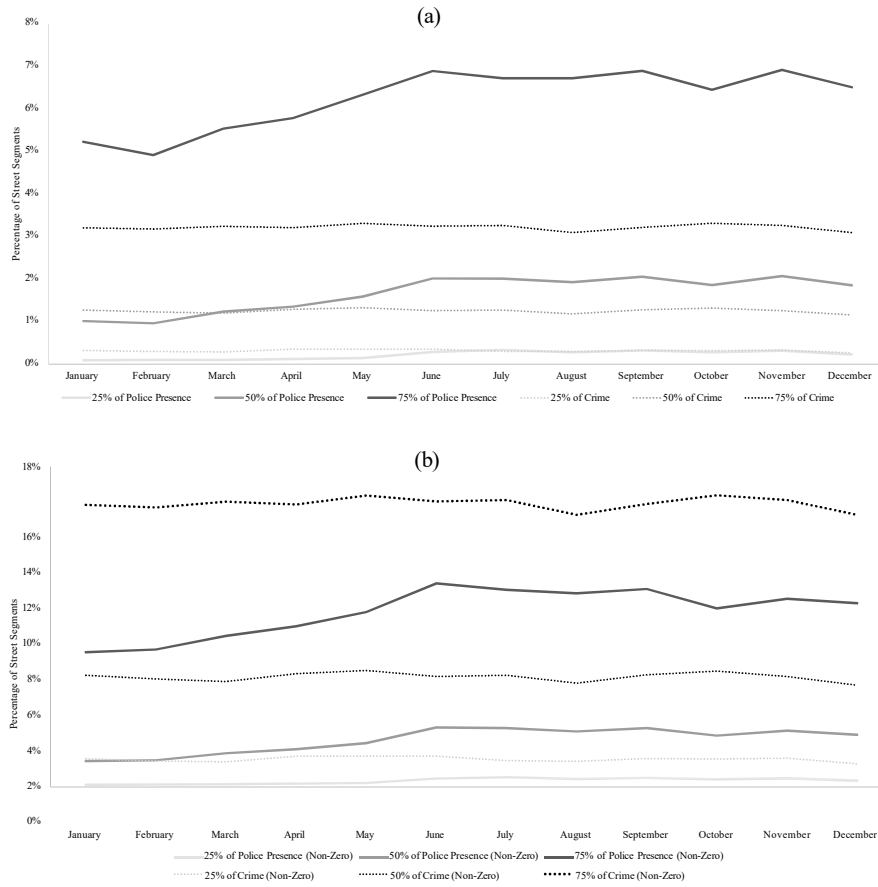 (a)
8%
7%
6%
5%
4%
3%
2%
1%
0%
Percentage of Street Segments
January February March April May June July August September October November December
25% of Police Presence 50% of Police Presence 75% of Police Presence 25% of Crime 50% of Crime 75% of Crime
(b)
18%
16%
14%
12%
10%
8%
6%
4%
2%
0%
Percentage of Street Segments
January February March April May June July August September October November December
25% of Police Presence (Non-Zero) 50% of Police Presence (Non-Zero) 75% of Police Presence (Non-Zero)
25% of Crime (Non-Zero) 50% of Crime (Non-Zero) 75% of Crime (Non-Zero)